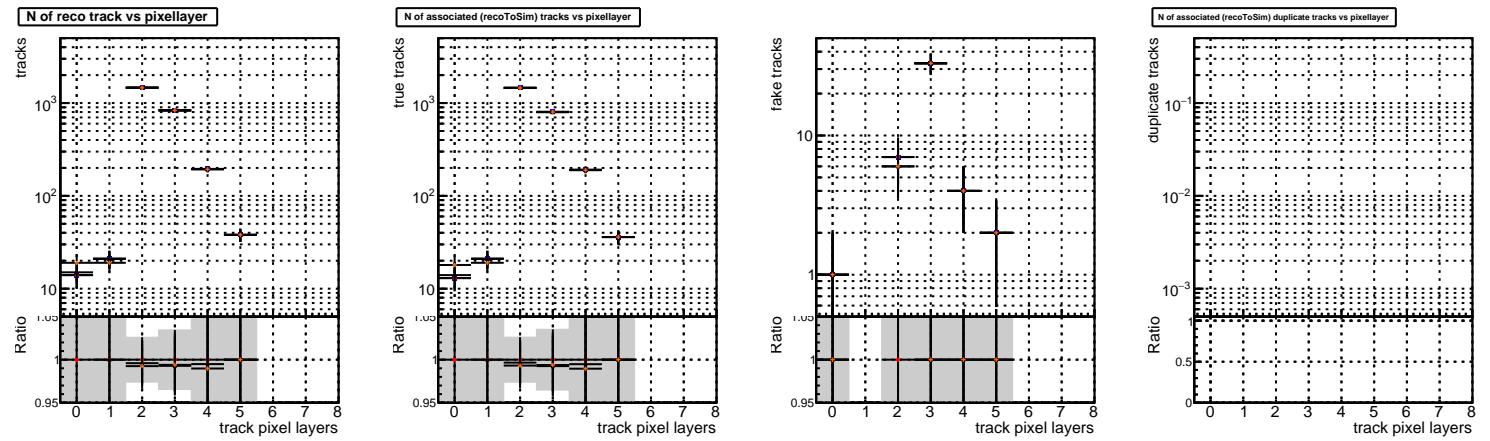 N of reco track vs pixellayer
tracks
10³
10²
10
Ratio
1.05
1
0.95
0 1 2 3 4 5 6 7 8
track pixel layers
N of associated (recoToSim) tracks vs pixellayer
true tracks
10³
10²
10
Ratio
1.05
1
0.95
0 1 2 3 4 5 6 7 8
track pixel layers
fake tracks
10
1
Ratio
1.05
1
0.95
0 1 2 3 4 5 6 7 8
track pixel layers
N of associated (recoToSim) duplicate tracks vs pixellayer
duplicate tracks
10⁻¹
10⁻²
10⁻³
Ratio
1
0.5
0
0 1 2 3 4 5 6 7 8
track pixel layers